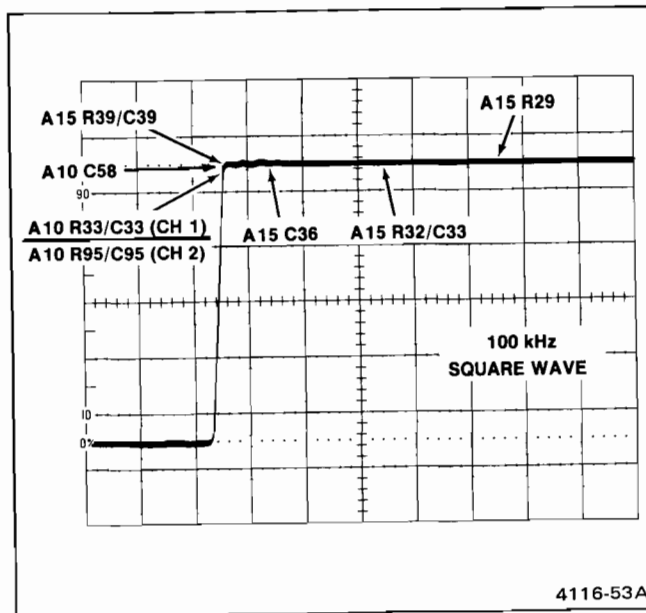 A15 R39/C39
A15 R29
A10 C58
90
A10 R33/C33 (CH 1)
A10 R95/C95 (CH 2)
A15 C36
A15 R32/C33
100 kHz
SQUARE WAVE
10
0%
4116-53A